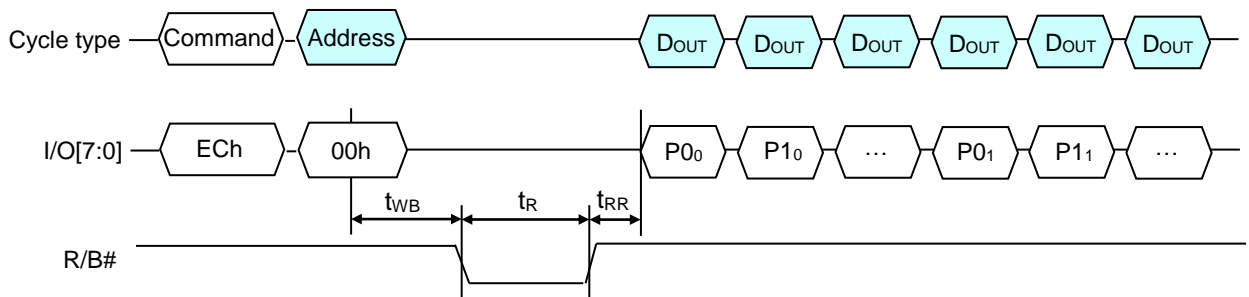 Cycle type Command Address DOUT DOUT DOUT DOUT DOUT DOUT
I/O[7:0] ECh 00h P00 P10 ... P01 P11 ...
tWB tR tRR
R/B#